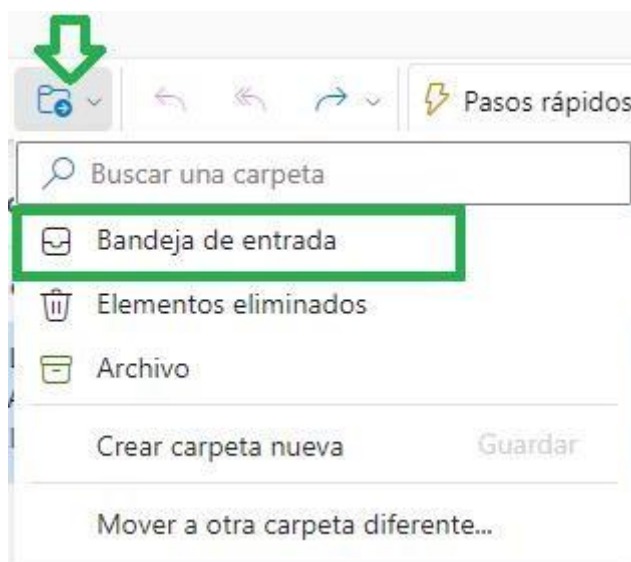 Pasos rápidos
Buscar una carpeta
Bandeja de entrada
Elementos eliminados
Archivo
Crear carpeta nueva Guardar
Mover a otra carpeta diferente...